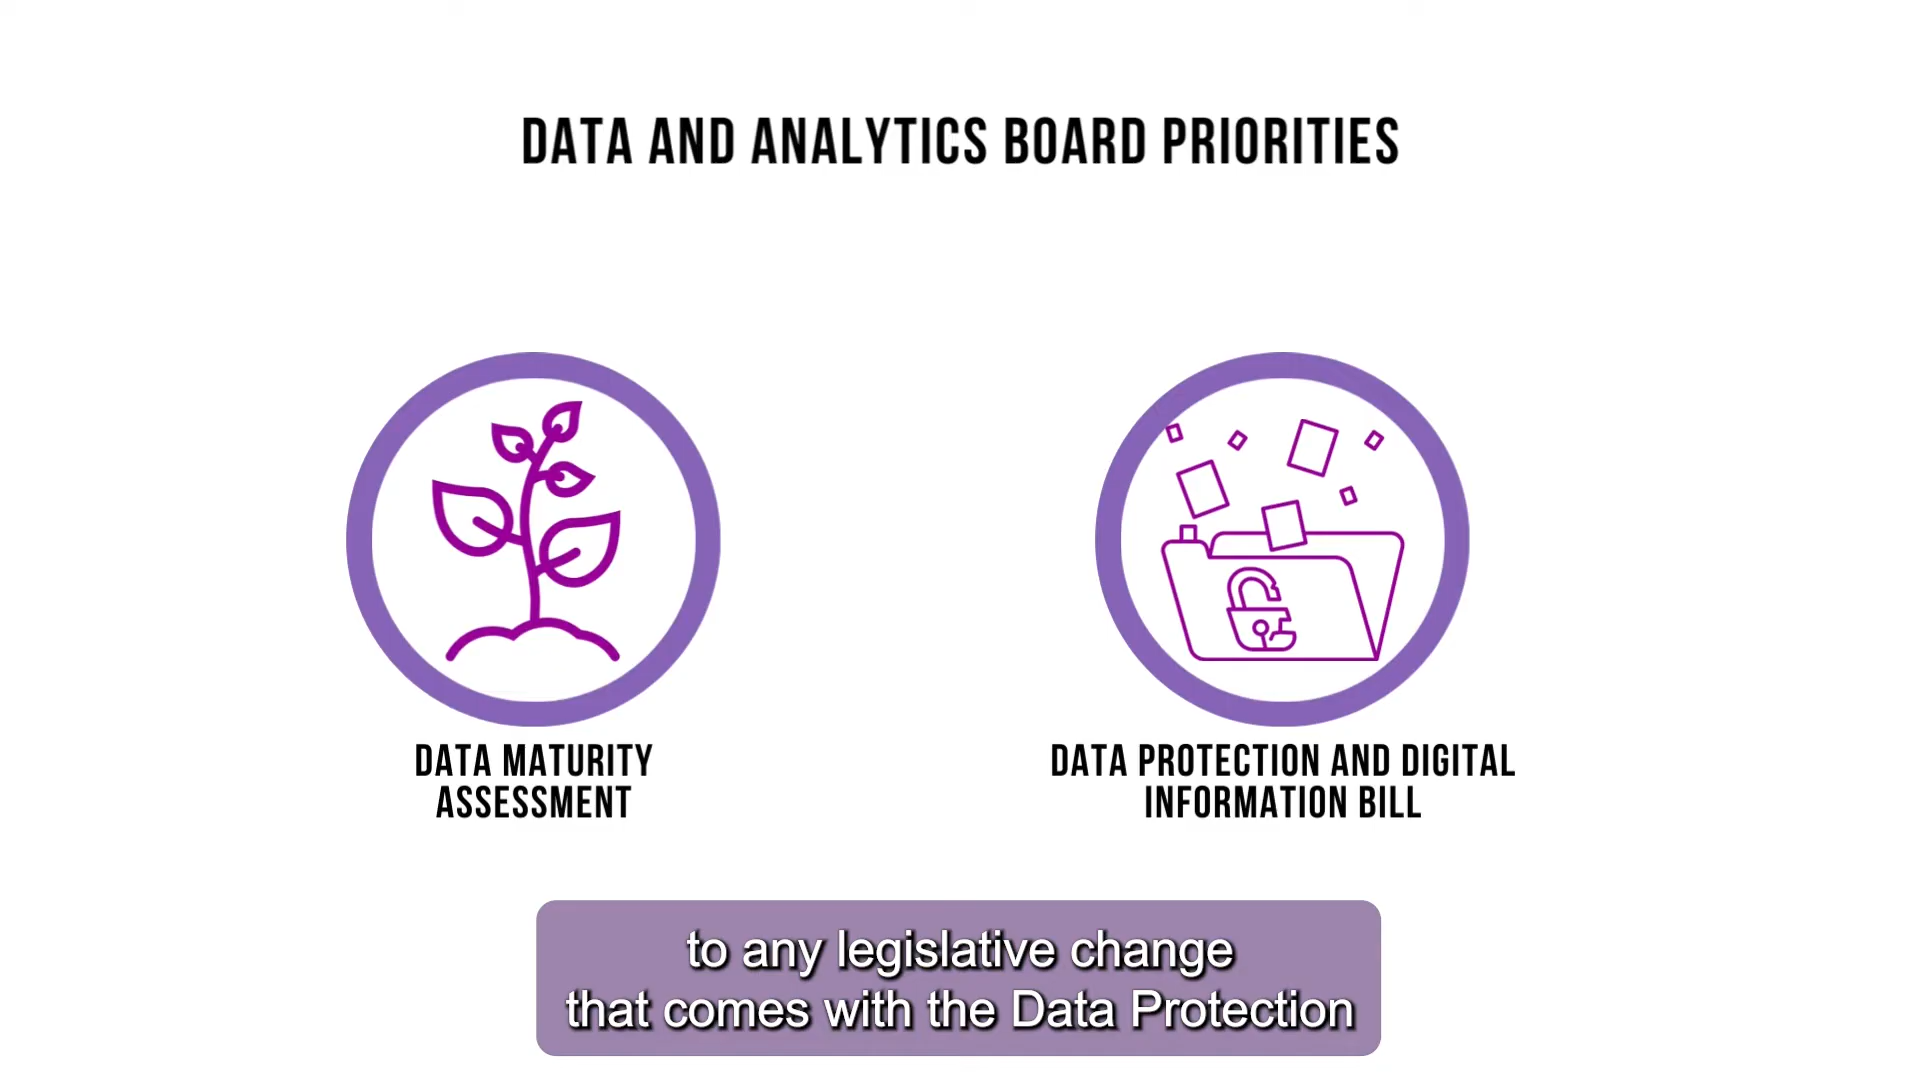 DATA AND ANALYTICS BOARD PRIORITIES
DATA MATURITY
ASSESSMENT
DATA PROTECTION AND DIGITAL
INFORMATION BILL
to any legislative change
that comes with the Data Protection